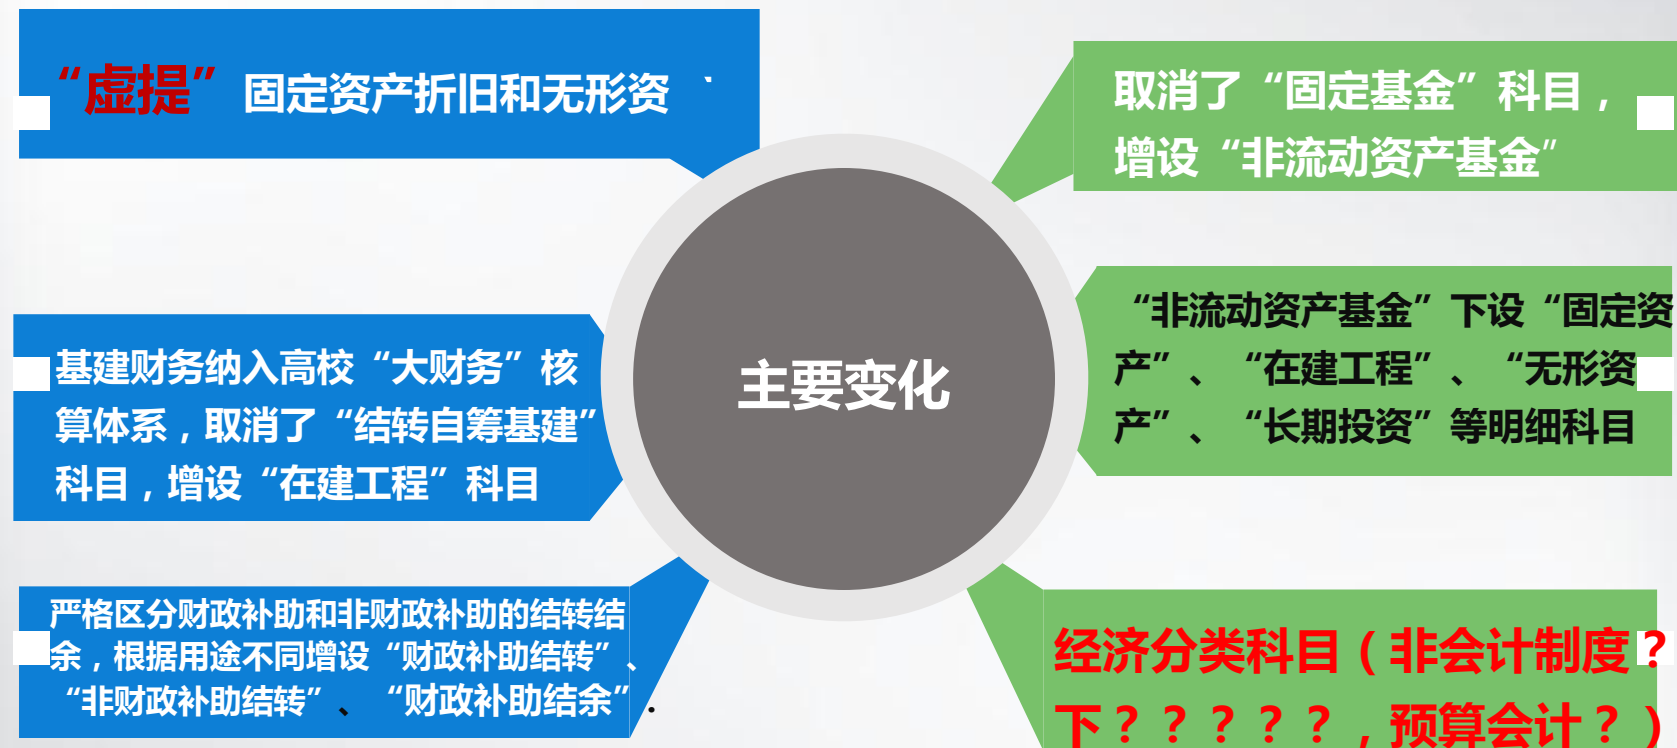 “虚提”固定资产折旧和无形资
基建财务纳入高校“大财务”核
算体系，取消了“结转自筹基建”
科目，增设“在建工程”科目
严格区分财政补助和非财政补助的结转结
余，根据用途不同增设“财政补助结转”、
“非财政补助结转”、“财政补助结余”.
主要变化
取消了“固定基金”科目，
增设“非流动资产基金”
“非流动资产基金”下设“固定资
产”、“在建工程”、“无形资
产”、“长期投资”等明细科目
经济分类科目（非会计制度？
下？？？？？，预算会计？）